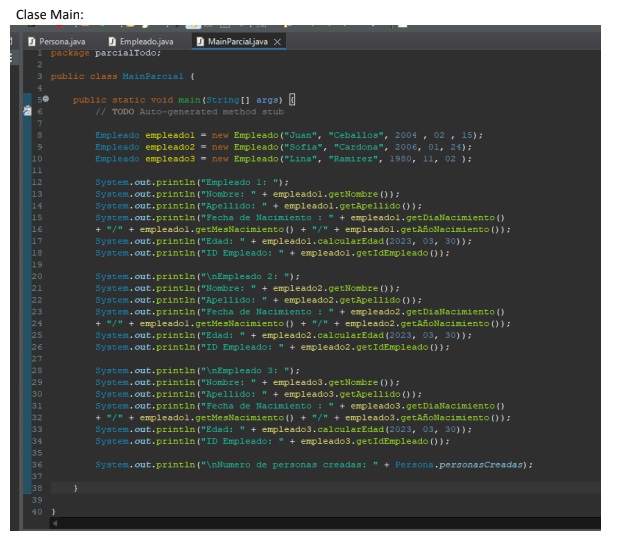 Clase Main:
Persona.java Empleado.java MainParcial.java
1 package parcialTodo;
2
3 public class MainParcial {
4
5 public static void main(String[] args) {
6 // TODO Auto-generated method stub
7
8 Empleado empleado1 = new Empleado("Juan", "Ceballos", 2004 , 02 , 15);
9 Empleado empleado2 = new Empleado("Sofia", "Cardona", 2006, 01, 24);
10 Empleado empleado3 = new Empleado("Lina", "Ramirez", 1980, 11, 02 );
11
12 System.out.println("Empleado 1: ");
13 System.out.println("Nombre: " + empleado1.getNombre());
14 System.out.println("Apellido: " + empleado1.getApellido());
15 System.out.println("Fecha de Nacimiento : " + empleado1.getDiaNacimiento()
16 + "/" + empleado1.getMesNacimiento() + "/" + empleado1.getAñoNacimiento());
17 System.out.println("Edad: " + empleado1.calcularEdad(2023, 03, 30));
18 System.out.println("ID Empleado: " + empleado1.getIdEmpleado());
19
20 System.out.println("\nEmpleado 2: ");
21 System.out.println("Nombre: " + empleado2.getNombre());
22 System.out.println("Apellido: " + empleado2.getApellido());
23 System.out.println("Fecha de Nacimiento : " + empleado2.getDiaNacimiento()
24 + "/" + empleado1.getMesNacimiento() + "/" + empleado2.getAñoNacimiento());
25 System.out.println("Edad:  " + empleado2.calcularEdad(2023, 03, 30));
26 System.out.println("ID Empleado: " + empleado2.getIdEmpleado());
27
28 System.out.println("\nEmpleado 3: ");
29 System.out.println("Nombre: " + empleado3.getNombre());
30 System.out.println("Apellido: " + empleado3.getApellido());
31 System.out.println("Fecha de Nacimiento : " + empleado3.getDiaNacimiento()
32 + "/" + empleado1.getMesNacimiento() + "/" + empleado3.getAñoNacimiento());
33 System.out.println("Edad: " + empleado3.calcularEdad(2023, 03, 30));
34 System.out.println("ID Empleado: " + empleado3.getIdEmpleado());
35
36 System.out.println("\nNumero de personas creadas: " + Persona.personasCreadas);
37
38 }
39
40 }